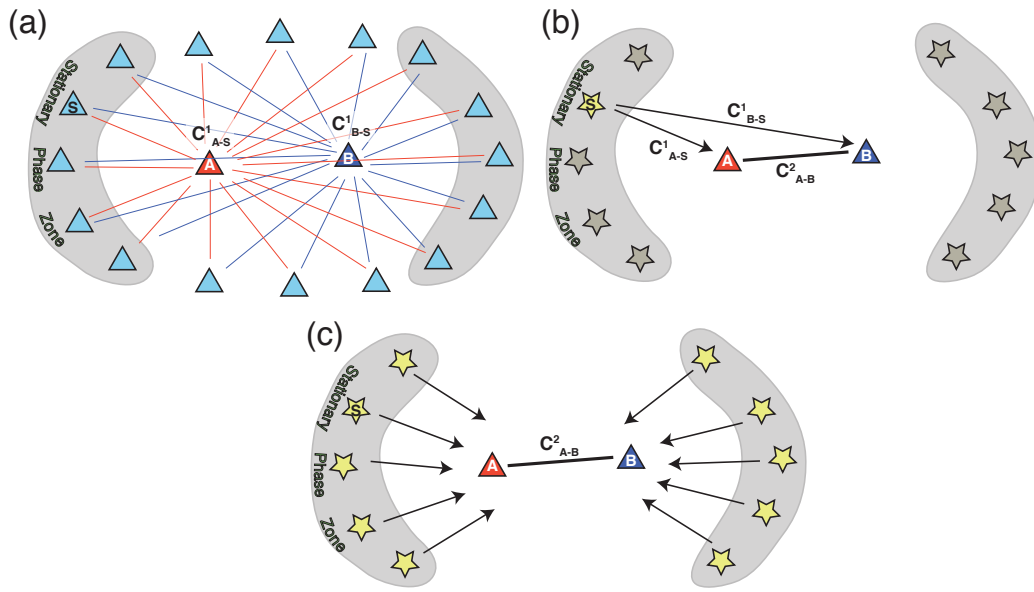 (a)
Stationary
Phase
Zone
S
C¹A-S
C¹B-S
A
B
(b)
Stationary
Phase
Zone
S
C¹B-S
C¹A-S
A
B
C²A-B
(c)
Stationary
Phase
Zone
S
C²A-B
A
B